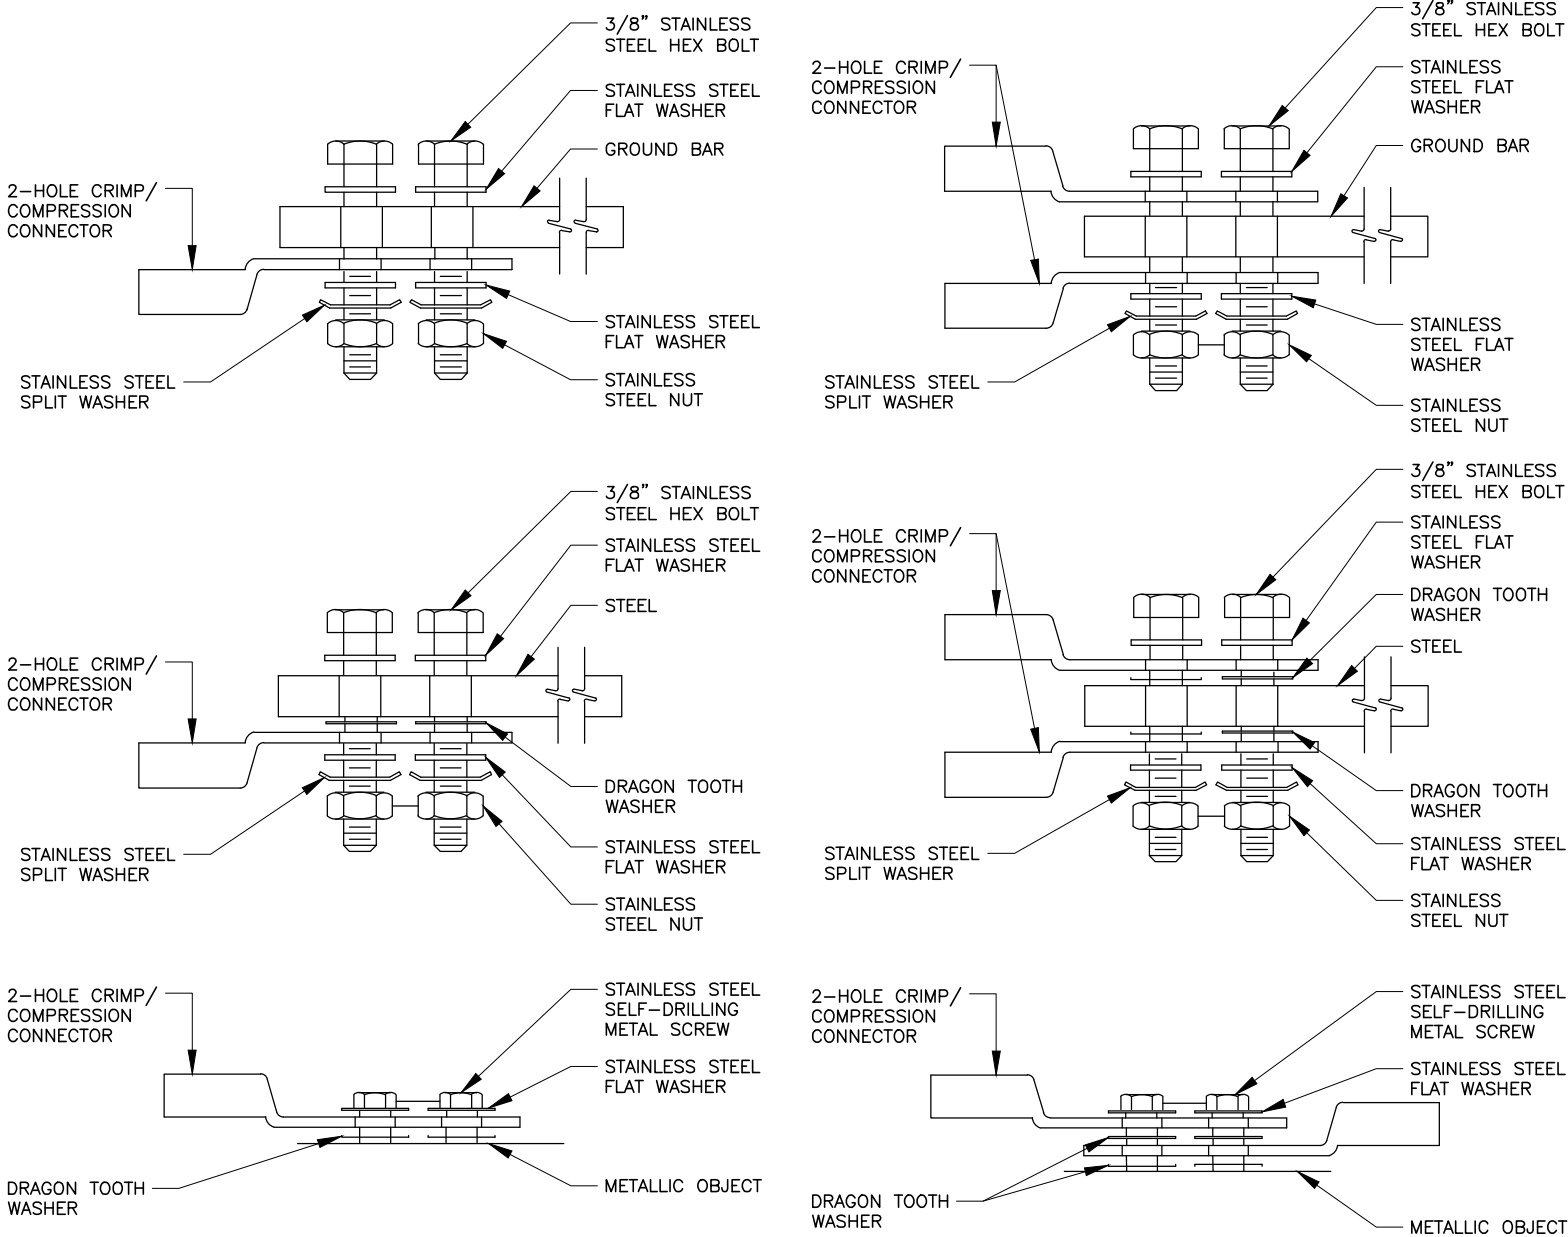 3/8” STAINLESS
STEEL HEX BOLT
STAINLESS STEEL
FLAT WASHER
GROUND BAR
2-HOLE CRIMP/
COMPRESSION
CONNECTOR
STAINLESS STEEL
FLAT WASHER
STAINLESS
STEEL NUT
STAINLESS STEEL
SPLIT WASHER
3/8” STAINLESS
STEEL HEX BOLT
2-HOLE CRIMP/
COMPRESSION
CONNECTOR
STAINLESS
STEEL FLAT
WASHER
GROUND BAR
STAINLESS
STEEL FLAT
WASHER
STAINLESS STEEL
SPLIT WASHER
STAINLESS
STEEL NUT
3/8” STAINLESS
STEEL HEX BOLT
STAINLESS STEEL
FLAT WASHER
STEEL
2-HOLE CRIMP/
COMPRESSION
CONNECTOR
DRAGON TOOTH
WASHER
STAINLESS STEEL
FLAT WASHER
STAINLESS STEEL
SPLIT WASHER
STAINLESS
STEEL NUT
3/8” STAINLESS
STEEL HEX BOLT
2-HOLE CRIMP/
COMPRESSION
CONNECTOR
STAINLESS
STEEL FLAT
WASHER
DRAGON TOOTH
WASHER
STEEL
DRAGON TOOTH
WASHER
STAINLESS STEEL
FLAT WASHER
STAINLESS STEEL
SPLIT WASHER
STAINLESS
STEEL NUT
2-HOLE CRIMP/
COMPRESSION
CONNECTOR
STAINLESS STEEL
SELF-DRILLING
METAL SCREW
STAINLESS STEEL
FLAT WASHER
DRAGON TOOTH
WASHER
METALLIC OBJECT
2-HOLE CRIMP/
COMPRESSION
CONNECTOR
STAINLESS STEEL
SELF-DRILLING
METAL SCREW
STAINLESS STEEL
FLAT WASHER
DRAGON TOOTH
WASHER
METALLIC OBJECT